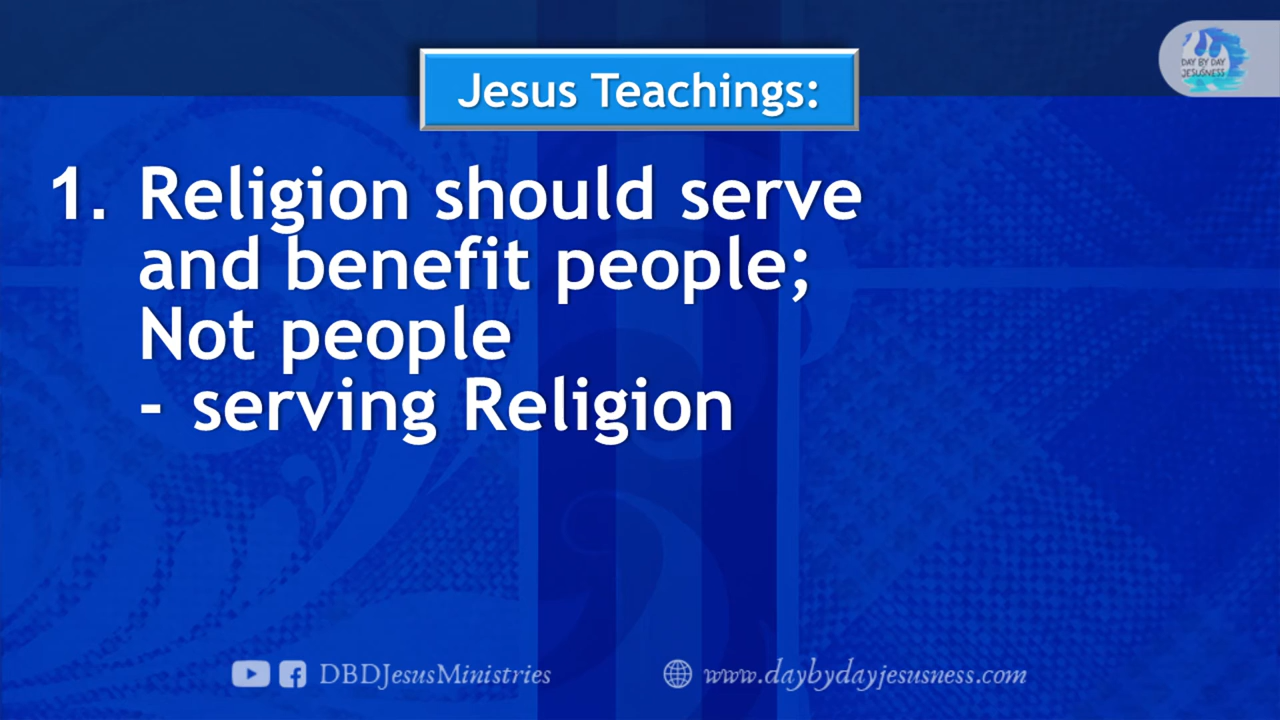 Jesus Teachings:
DAY BY DAY
JESUSNESS
1. Religion should serve
and benefit people;
Not people
- serving Religion
DBDJesusMinistries
www.daybydayjesusness.com